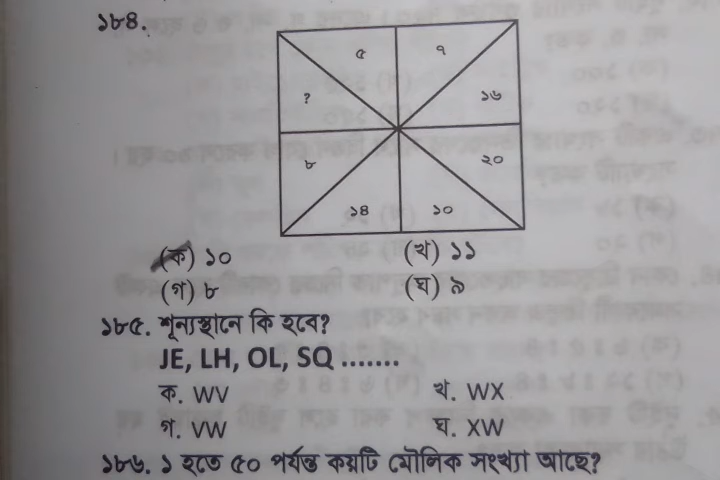 ১৮৪.
৫ ৭
? ১৬
৮ ২০
১৪ ১০
(ক) ১০ (খ) ১১
(গ) ৮ (ঘ) ৯
১৮৫. শূন্যস্থানে কি হবে?
JE, LH, OL, SQ .......
ক. WV খ. WX
গ. VW ঘ. XW
১৮৬. ১ হতে ৫০ পর্যন্ত কয়টি মৌলিক সংখ্যা আছে?